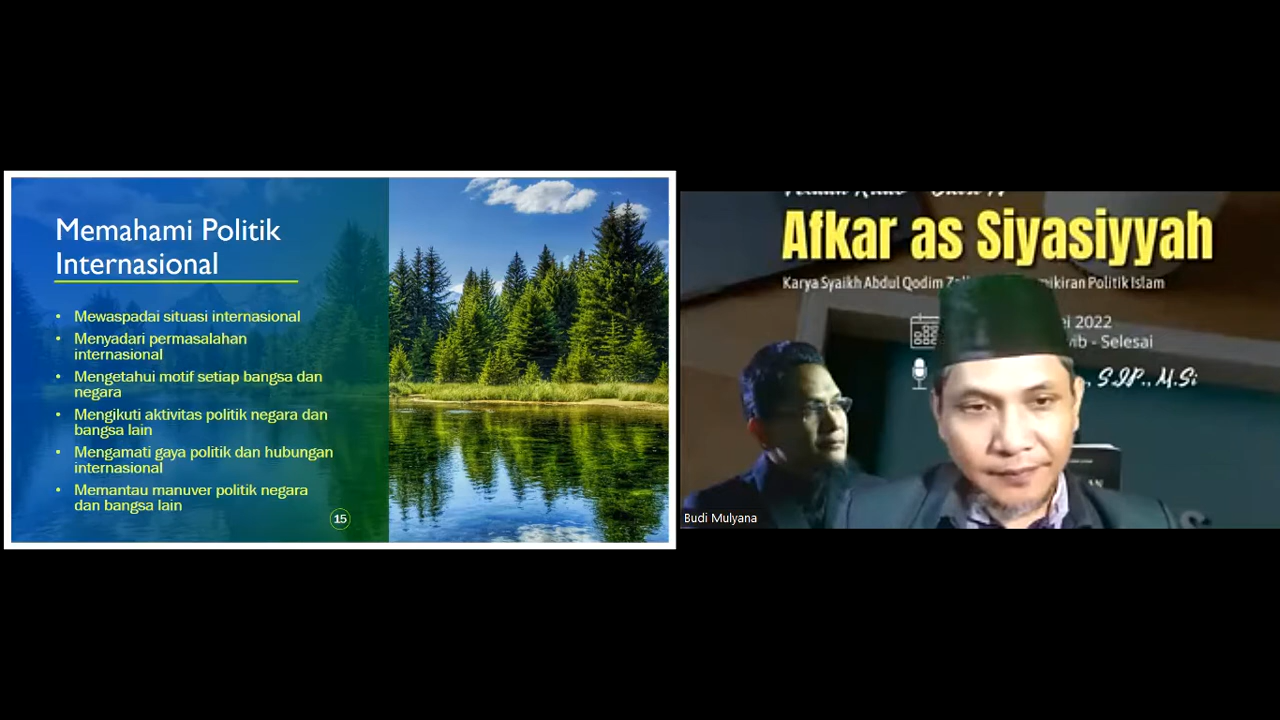 Memahami Politik
Internasional
• Mewaspadai situasi internasional
• Menyadari permasalahan
internasional
• Mengetahui motif setiap bangsa dan
negara
• Mengikuti aktivitas politik negara dan
bangsa lain
• Mengamati gaya politik dan hubungan
internasional
• Memantau manuver politik negara
dan bangsa lain
15
Afkar as Siyasiyyah
Karya Syaikh Abdul Qodim Politik Islam
2022
- Selesai
S.IP., M.Si
Budi Mulyana